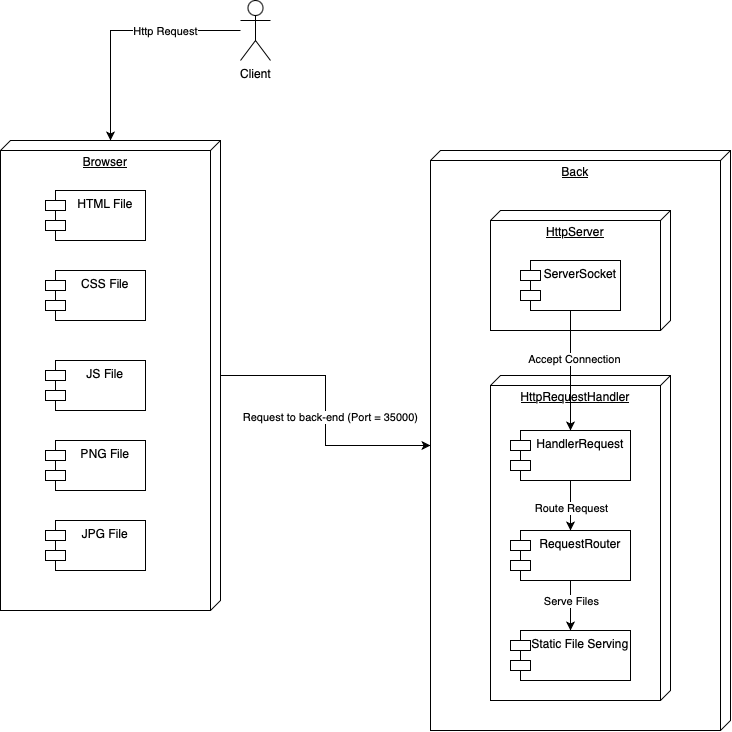 Http Request
Client
Browser
HTML File
CSS File
JS File
PNG File
JPG File
Request to back-end (Port = 35000)
Back
HttpServer
ServerSocket
Accept Connection
HttpRequestHandler
HandlerRequest
Route Request
RequestRouter
Serve Files
Static File Serving